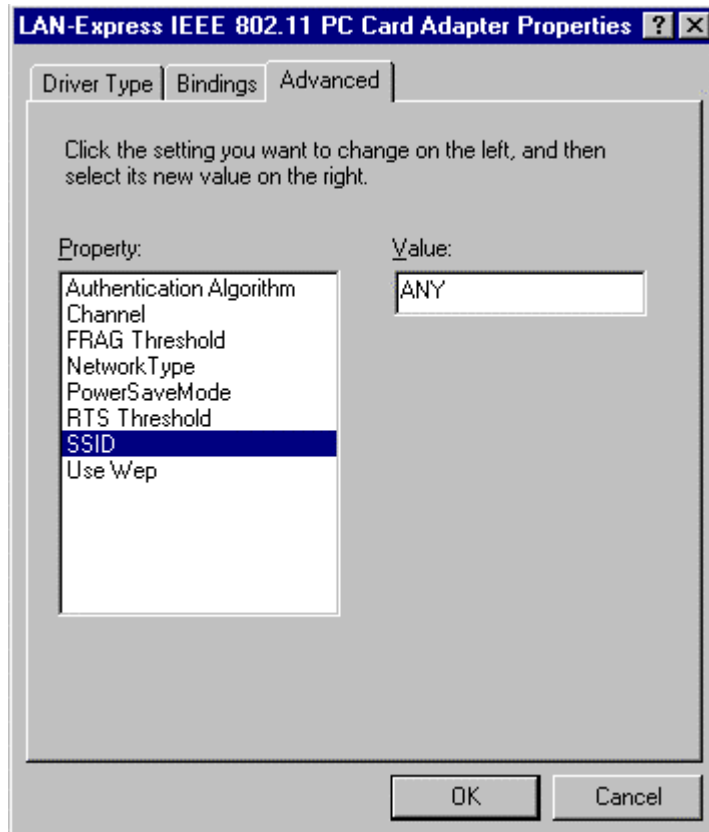 LAN-Express IEEE 802.11 PC Card Adapter Properties
Driver Type Bindings Advanced
Click the setting you want to change on the left, and then
select its new value on the right.
Property: Value:
Authentication Algorithm ANY
Channel
FRAG Threshold
NetworkType
PowerSaveMode
RTS Threshold
SSID
Use Wep
OK Cancel